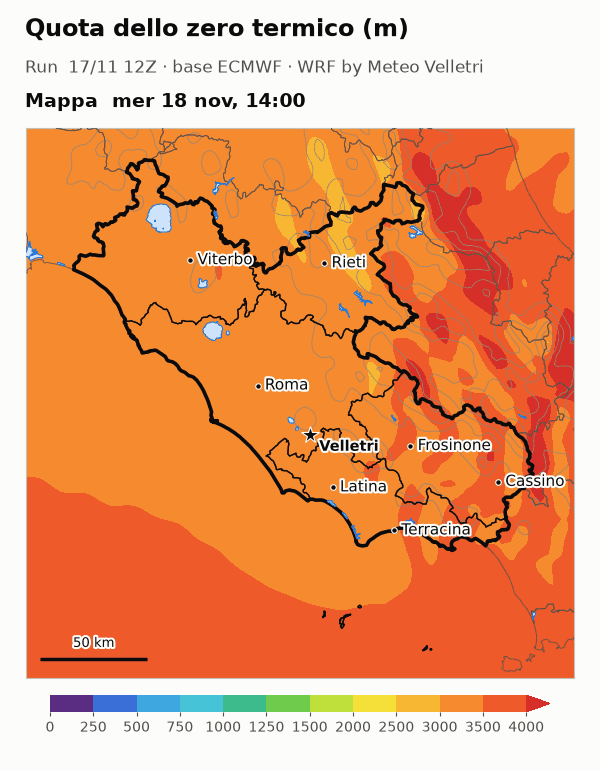 Quota dello zero termico (m)
Run  17/11 12Z · base ECMWF · WRF by Meteo Velletri
Mappa  mer 18 nov, 14:00
Viterbo
Rieti
Roma
Velletri
Frosinone
Latina
Cassino
Terracina
50 km
0 250 500 750 1000 1250 1500 2000 2500 3000 3500 4000